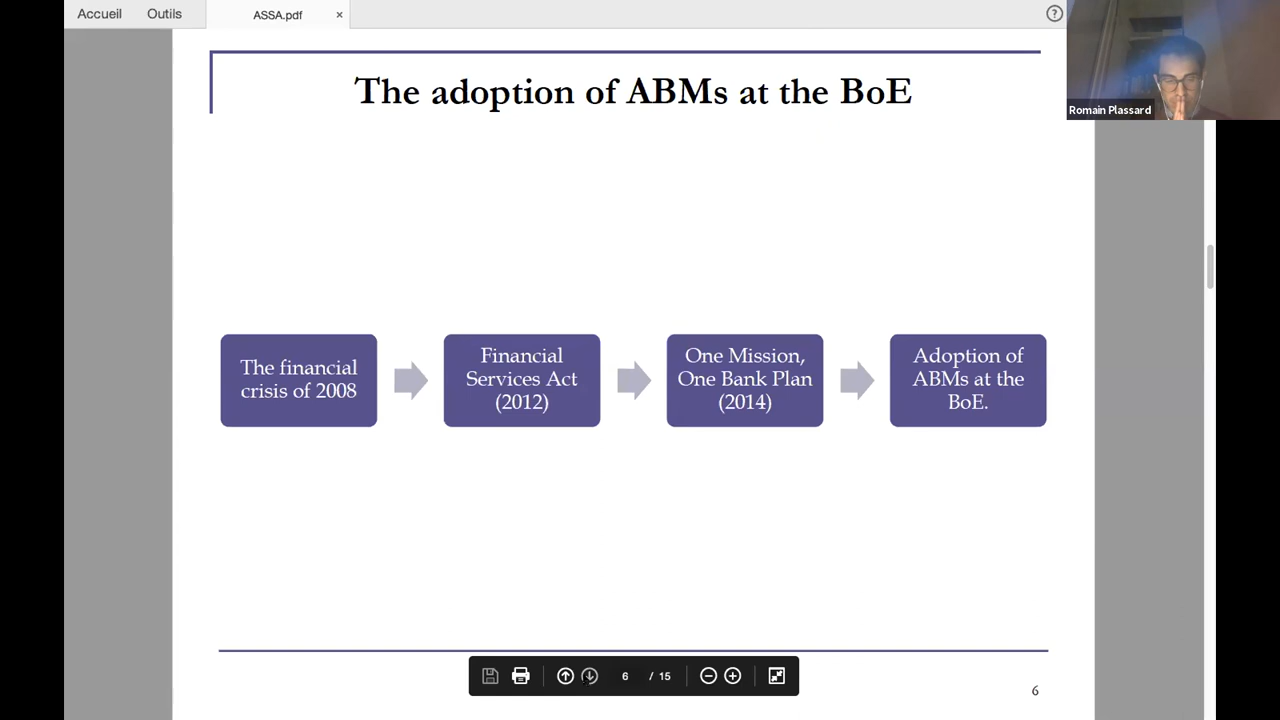 Accueil
Outils
ASSA.pdf
×
?
Romain Plassard
The adoption of ABMs at the BoE
The financial
crisis of 2008
Financial
Services Act
(2012)
One Mission,
One Bank Plan
(2014)
Adoption of
ABMs at the
BoE.
6 / 15
6